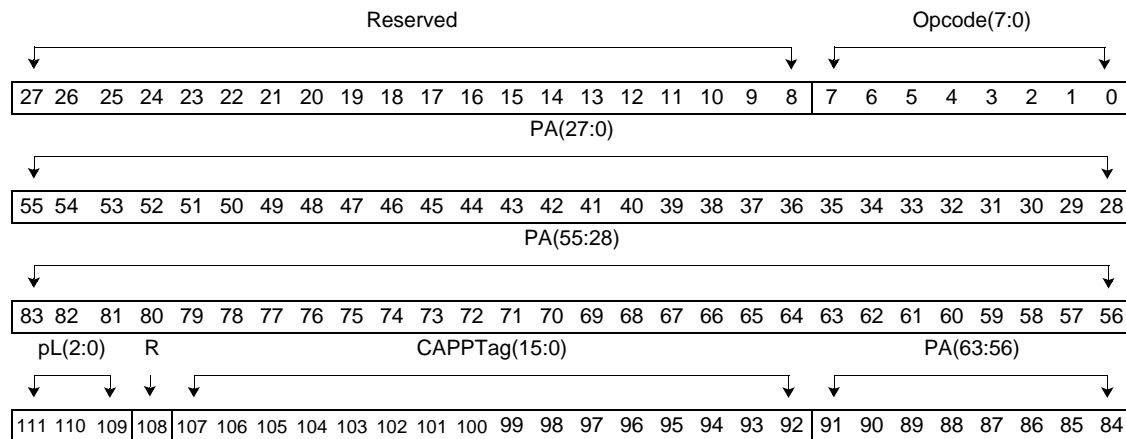 Reserved Opcode(7:0)
27 26 25 24 23 22 21 20 19 18 17 16 15 14 13 12 11 10 9 8 7 6 5 4 3 2 1 0
PA(27:0)
55 54 53 52 51 50 49 48 47 46 45 44 43 42 41 40 39 38 37 36 35 34 33 32 31 30 29 28
PA(55:28)
83 82 81 80 79 78 77 76 75 74 73 72 71 70 69 68 67 66 65 64 63 62 61 60 59 58 57 56
pL(2:0) R CAPPTag(15:0) PA(63:56)
111 110 109 108 107 106 105 104 103 102 101 100 99 98 97 96 95 94 93 92 91 90 89 88 87 86 85 84